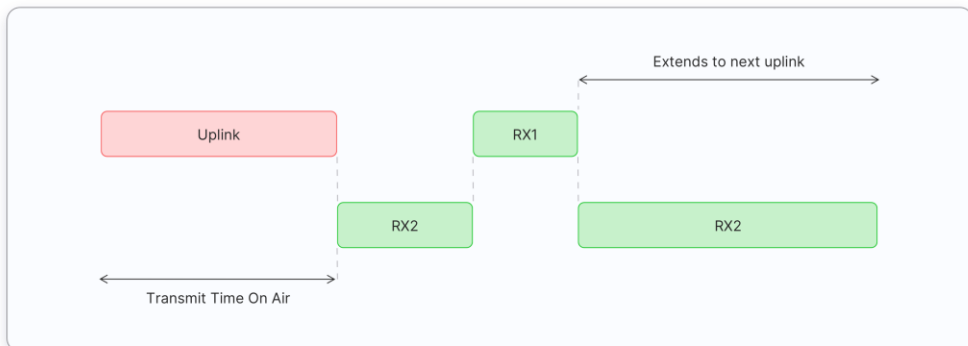 Extends to next uplink
Uplink
RX1
RX2
RX2
Transmit Time On Air